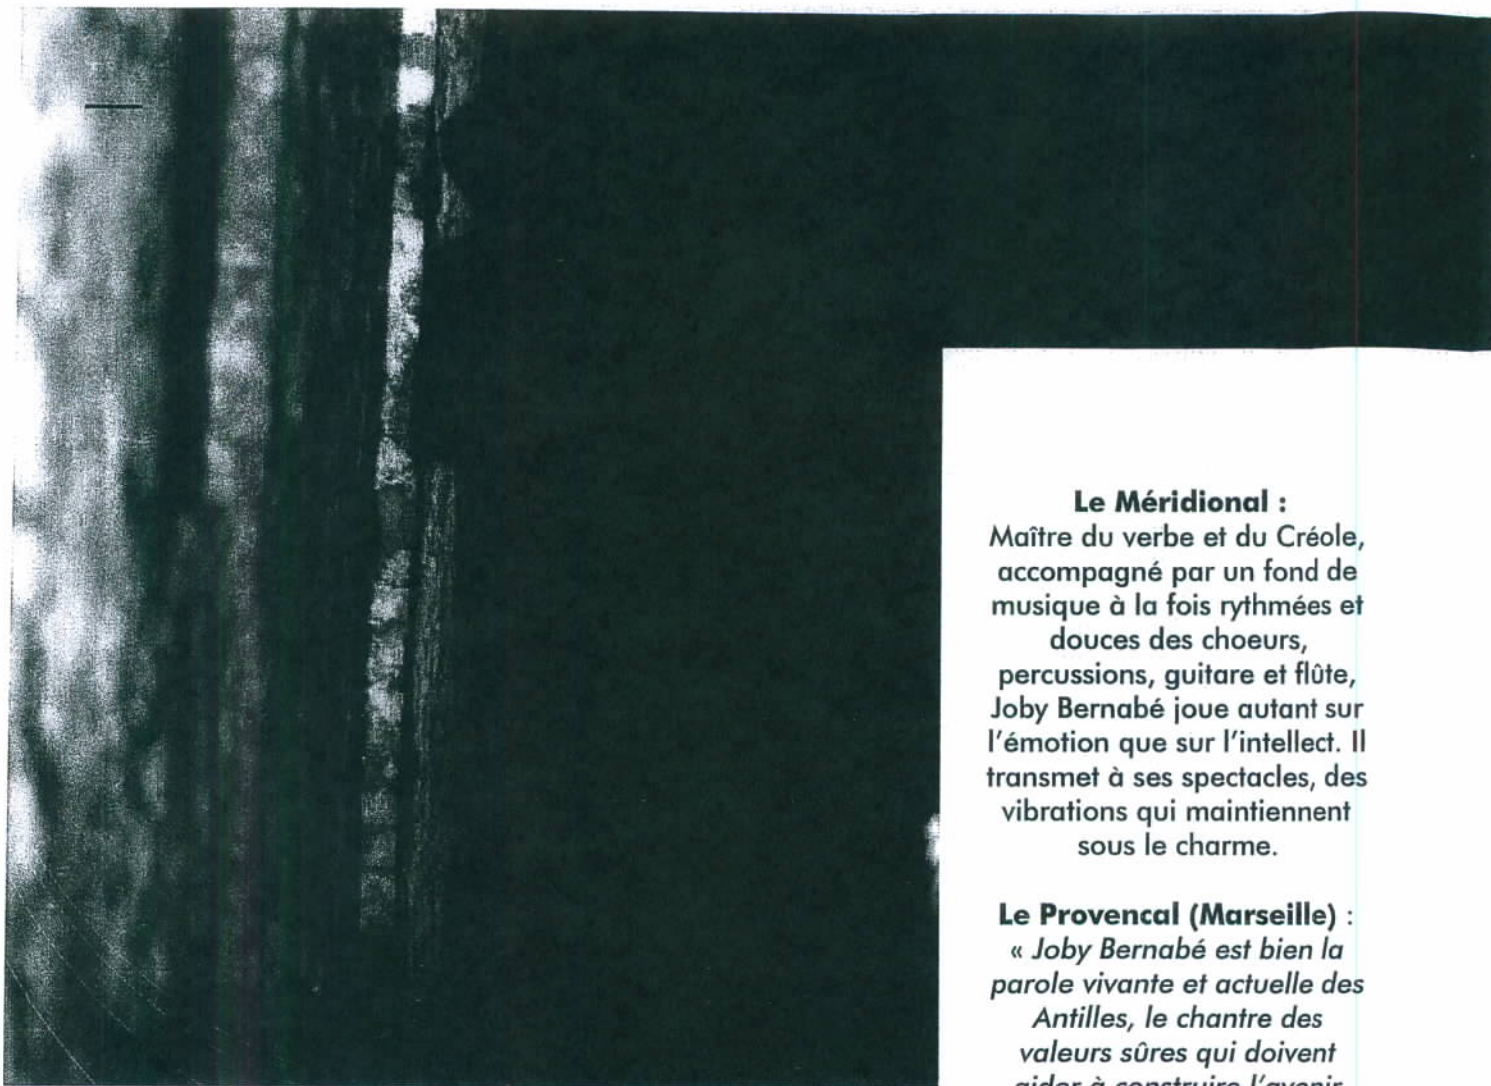 Le Méridional :
Maître du verbe et du Créole,
accompagné par un fond de
musique à la fois rythmées et
douces des choeurs,
percussions, guitare et flûte,
Joby Bernabé joue autant sur
l'émotion que sur l'intellect. Il
transmet à ses spectacles, des
vibrations qui maintiennent
sous le charme.

Le Provencal (Marseille) :
« Joby Bernabé est bien la
parole vivante et actuelle des
Antilles, le chantre des
valeurs sûres qui doivent
aider à construire l'avenir